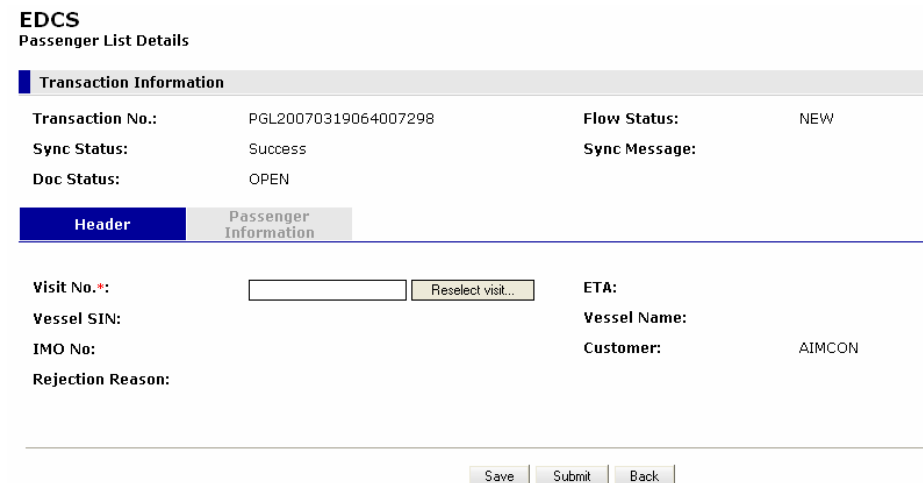 EDCS
Passenger List Details
Transaction Information
Transaction No.: PGL20070319064007298 Flow Status: NEW
Sync Status: Success Sync Message:
Doc Status: OPEN
Header Passenger
Information
Visit No.*: Reselect visit... ETA:
Vessel SIN: Vessel Name:
IMO No: Customer: AIMCON
Rejection Reason:
Save Submit Back